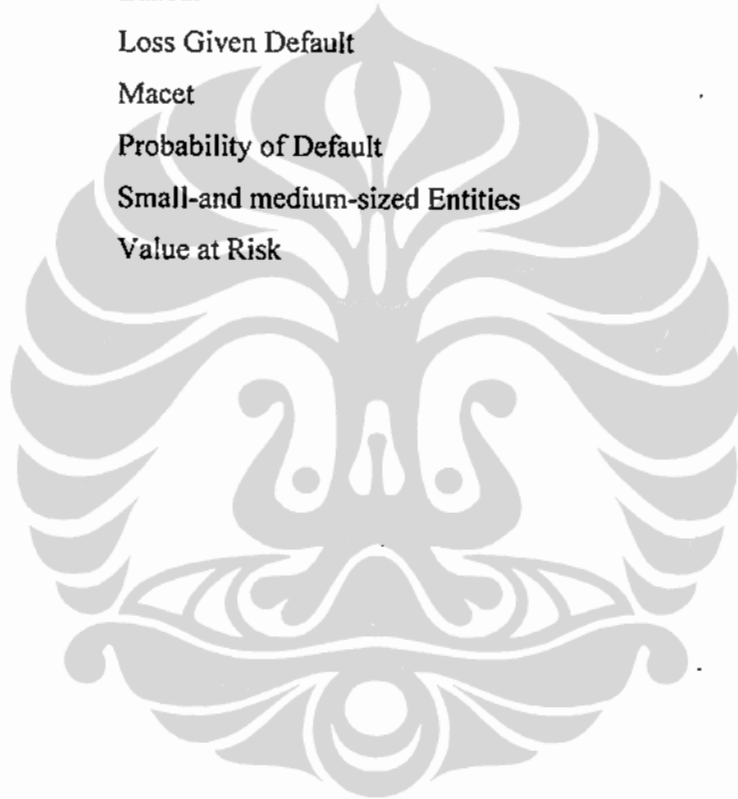 Loss Given Default
Macet
Probability of Default
Small-and medium-sized Entities
Value at Risk